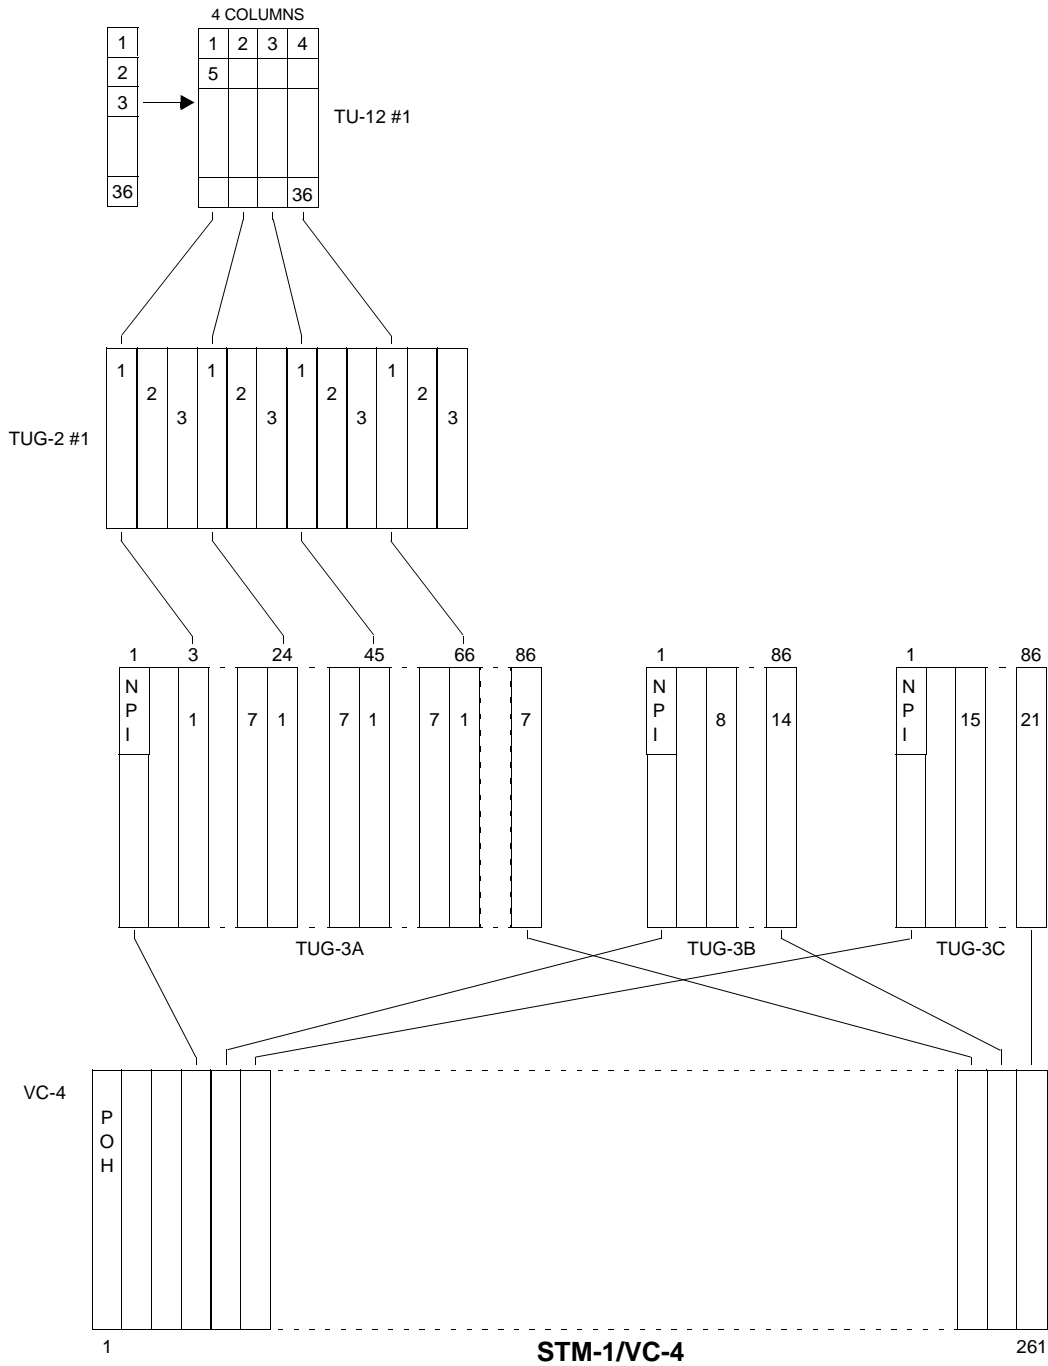 4 COLUMNS
1
1 2 3 4
2
5
3
TU-12 #1
36
36
1 1 1 1
2 2 2 2
3 3 3 3
TUG-2 #1
1 3 24 45 66 86 1 86 1 86
N
P
I
1 7 1 7 1 7 1 7
N
P
I
8 14
N
P
I
15 21
TUG-3A TUG-3B TUG-3C
VC-4
P
O
H
1
STM-1/VC-4
261